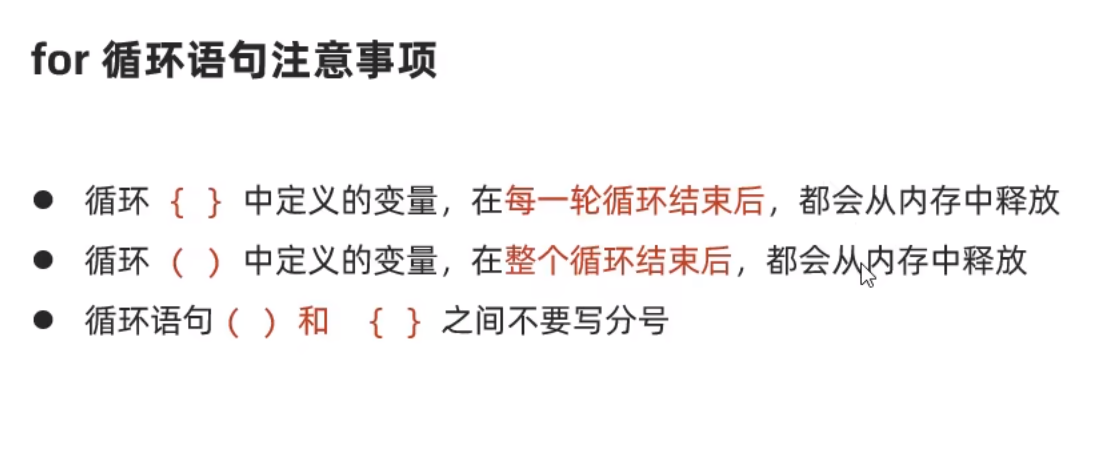 for 循环语句注意事项
● 循环 { } 中定义的变量，在每一轮循环结束后，都会从内存中释放
● 循环 ( ) 中定义的变量，在整个循环结束后，都会从内存中释放
● 循环语句 ( ) 和 { } 之间不要写分号